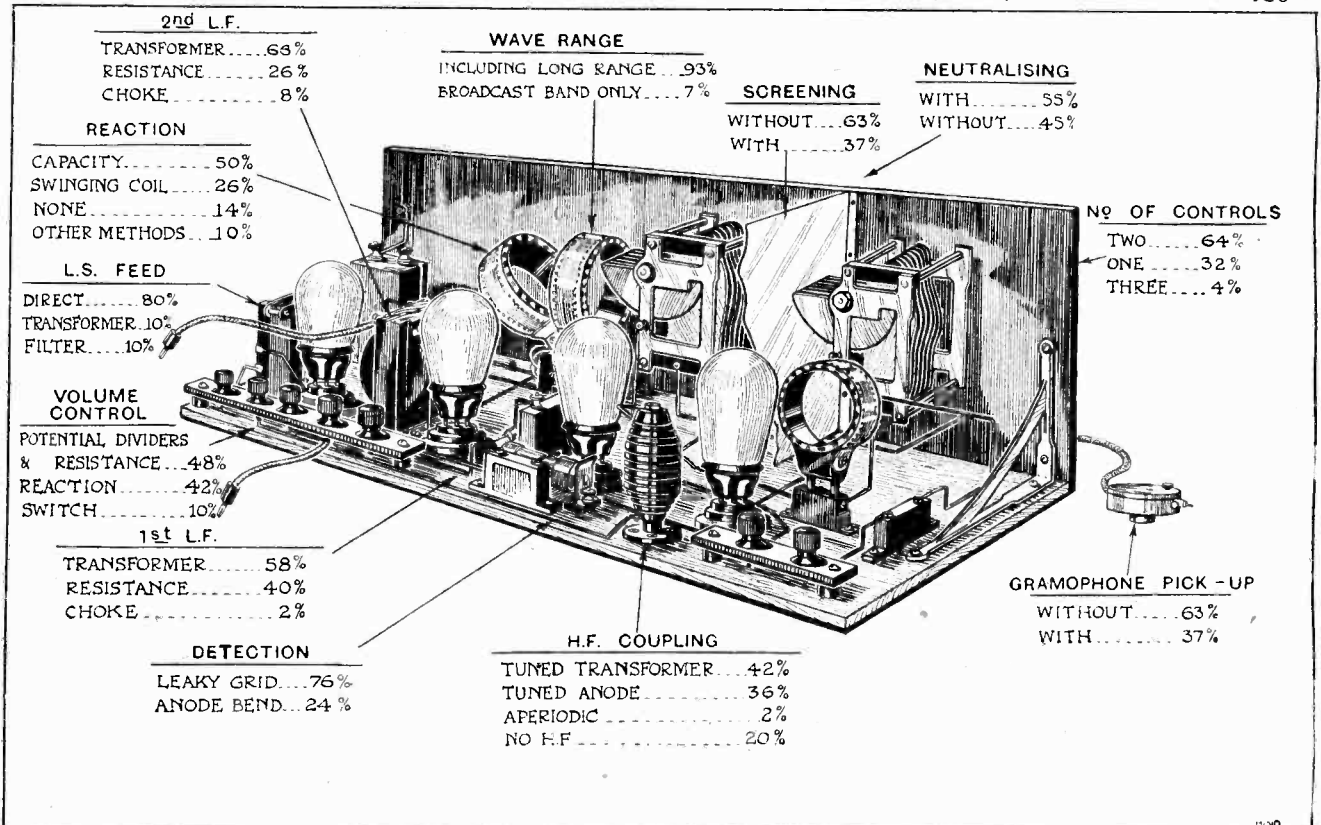 2nd L.F.
TRANSFORMER.....66%
RESISTANCE.......26%
CHOKE.........8%
REACTION
CAPACITY........50%
SWINGING COIL.....26%
NONE...........14%
OTHER METHODS...10%
L.S. FEED
DIRECT......80%
TRANSFORMER..10%
FILTER.....10%
VOLUME
CONTROL
POTENTIAL DIVIDERS
& RESISTANCE...48%
REACTION.......42%
SWITCH.......10%
1st L.F.
TRANSFORMER......58%
RESISTANCE.......40%
CHOKE..........2%
DETECTION
LEAKY GRID....76%
ANODE BEND...24%
WAVE RANGE
INCLUDING LONG RANGE...93%
BROADCAST BAND ONLY....7%
SCREENING
WITHOUT....63%
WITH.......37%
NEUTRALISING
WITH......55%
WITHOUT....45%
No OF CONTROLS
TWO......64%
ONE......32%
THREE....4%
GRAMOPHONE PICK-UP
WITHOUT.....63%
WITH........37%
H.F. COUPLING
TUNED TRANSFORMER....42%
TUNED ANODE.........36%
APERIODIC..........2%
NO H.F............20%